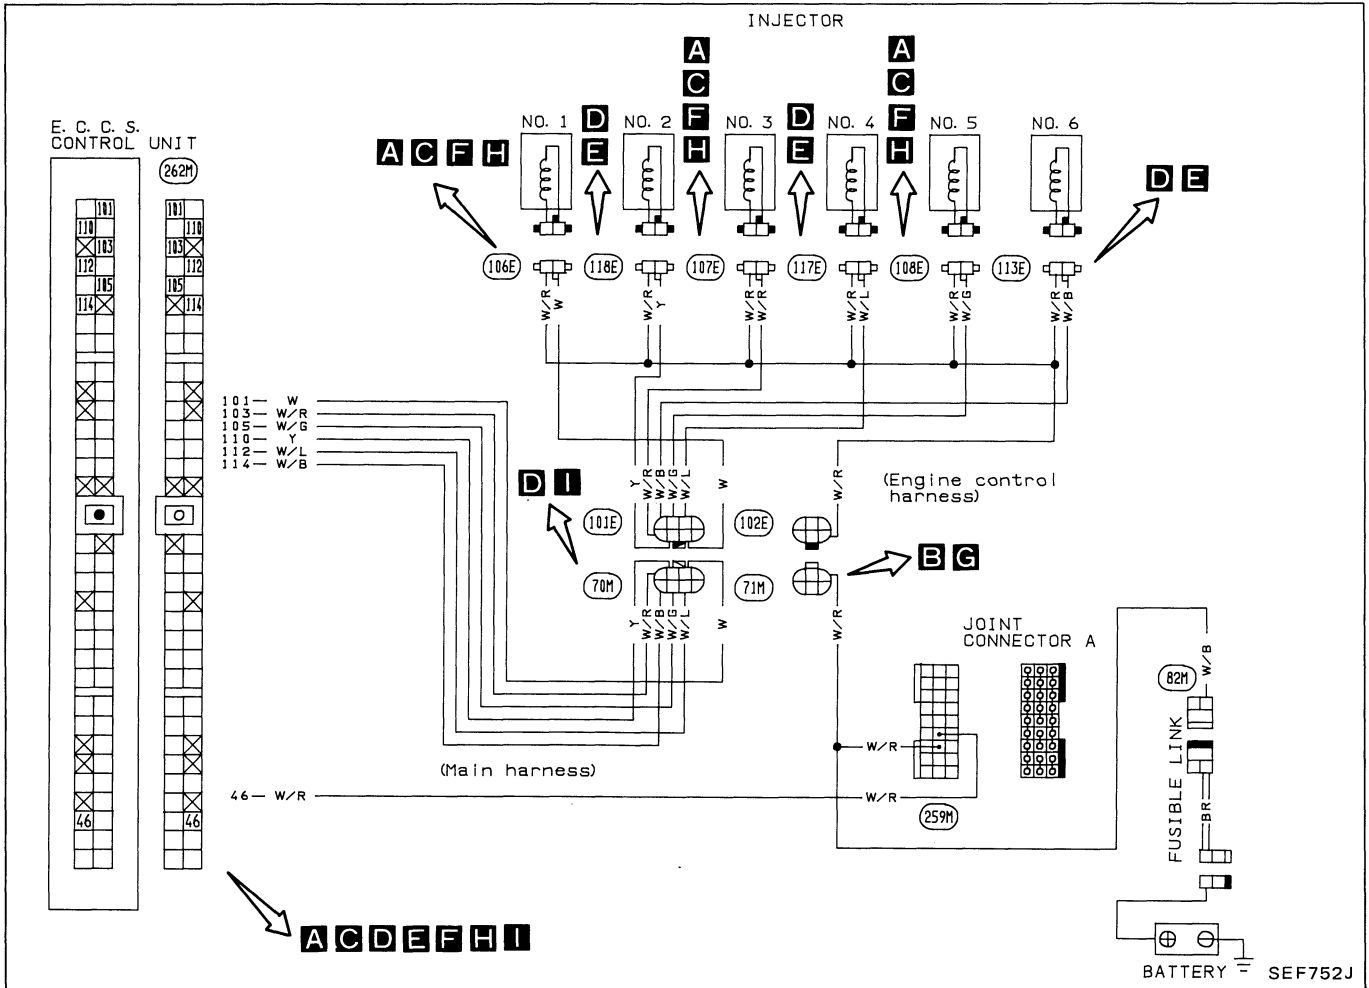 INJECTOR
A
C
F
H
A
C
F
H
E. C. C. S.
CONTROL UNIT
262M
NO. 1
D
E
NO. 2
NO. 3
D
E
NO. 4
NO. 5
NO. 6
A C F H
D E
101
110
103
112
105
114
101
110
103
112
105
114
106E
118E
107E
117E
108E
113E
W/R
W
W/R
Y
W/R
W/R
W/R
W/L
W/R
W/G
W/R
W/B
101— W
103— W/R
105— W/G
110— Y
112— W/L
114— W/B
Y
W/R
W/B
W/G
W/L
W
W/R
(Engine control
harness)
D I
101E
102E
B G
70M
71M
Y
W/R
W/B
W/G
W/L
W
W/R
JOINT
CONNECTOR A
W/B
82M
FUSIBLE LINK
W/R
(Main harness)
46— W/R
W/R
BR
259M
46
46
A C D E F H I
BATTERY
SEF752J